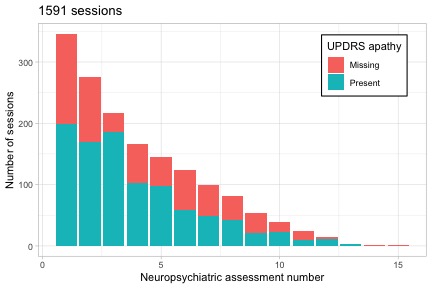 1591 sessions
UPDRS apathy
Missing
Present
Number of sessions
300
200
100
0
0 5 10 15
Neuropsychiatric assessment number